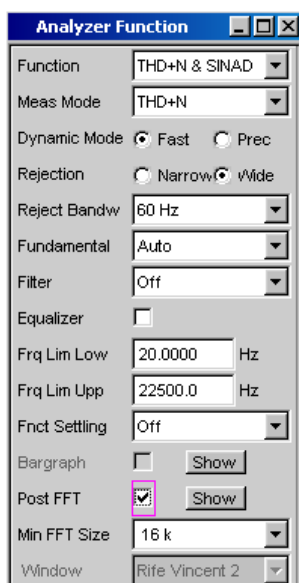 Analyzer Function
Function THD+N & SINAD
Meas Mode THD+N
Dynamic Mode Fast Prec
Rejection Narrow Wide
Reject Bandw 60 Hz
Fundamental Auto
Filter Off
Equalizer
Frq Lim Low 20.0000 Hz
Frq Lim Upp 22500.0 Hz
Fnct Settling Off
Bargraph Show
Post FFT Show
Min FFT Size 16 k
Window Rife Vincent 2